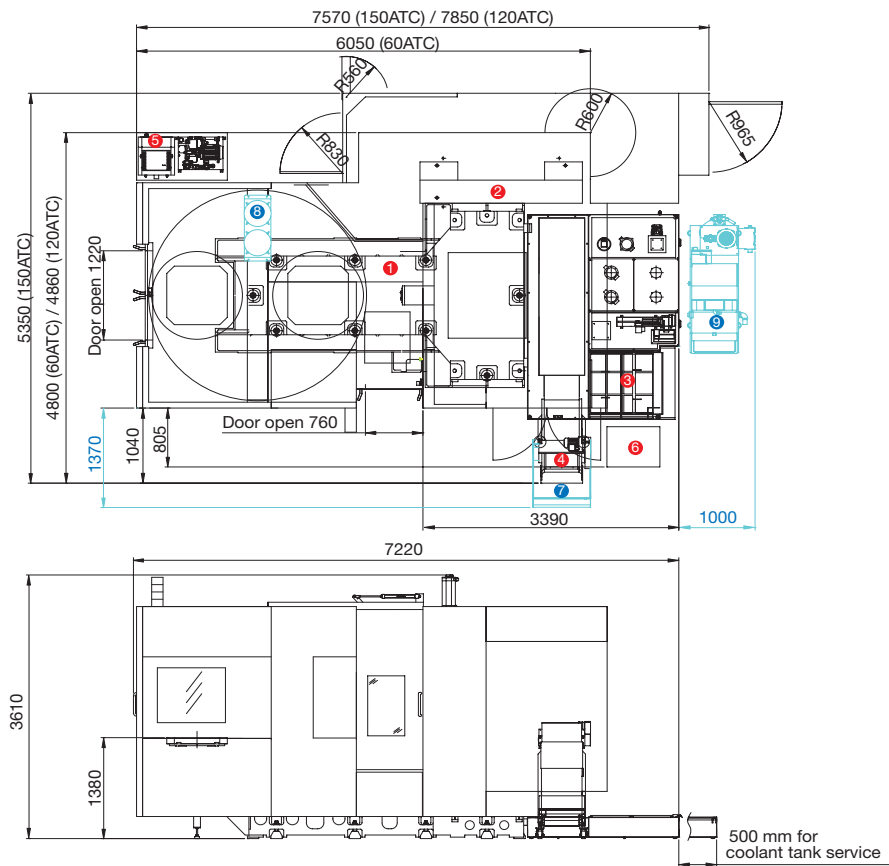 7570 (150ATC) / 7850 (120ATC)
6050 (60ATC)
R560
R600
R965
R830
5
2
8
1
9
3
4
6
7
5350 (150ATC)
4800 (60ATC) / 4860 (120ATC)
Door open 1220
Door open 760
1370
1040
805
3390
1000
7220
3610
1380
500 mm for
coolant tank service